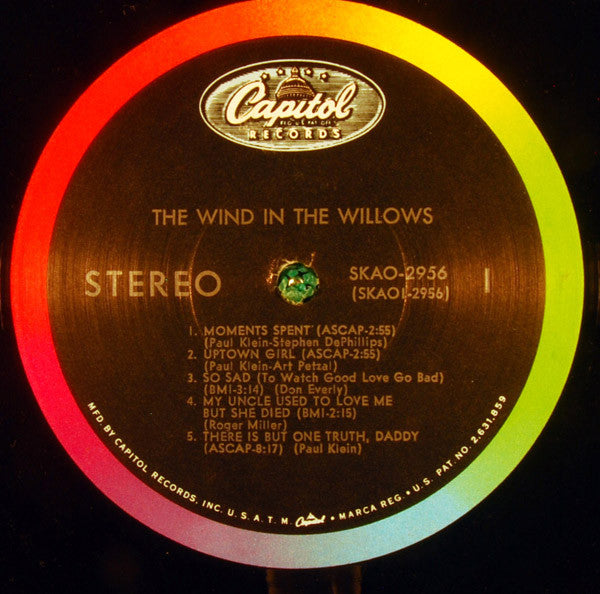 Capitol
RECORDS
THE WIND IN THE WILLOWS
STEREO
SKAO-2956
(SKAO1-2956)
1
1. MOMENTS SPENT (ASCAP-2:55)
(Paul Klein-Stephen DePhillips)
2. UPTOWN GIRL (ASCAP-2:55)
(Paul Klein-Art Petzal)
3. SO SAD (To Watch Good Love Go Bad)
(BMI-3:14) (Don Everly)
4. MY UNCLE USED TO LOVE ME
BUT SHE DIED (BMI-2:15)
(Roger Miller)
5. THERE IS BUT ONE TRUTH, DADDY
(ASCAP-8:17) (Paul Klein)
MFD. BY CAPITOL RECORDS, INC. U.S.A. T.M. Capitol • MARCA REG. • U.S. PAT. NO. 2,631,859